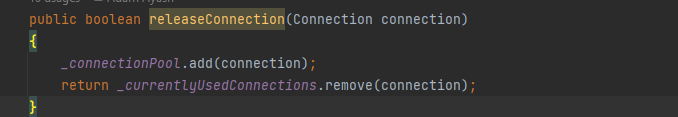 public boolean releaseConnection(Connection connection)
{
_connectionPool.add(connection);
return _currentlyUsedConnections.remove(connection);
}